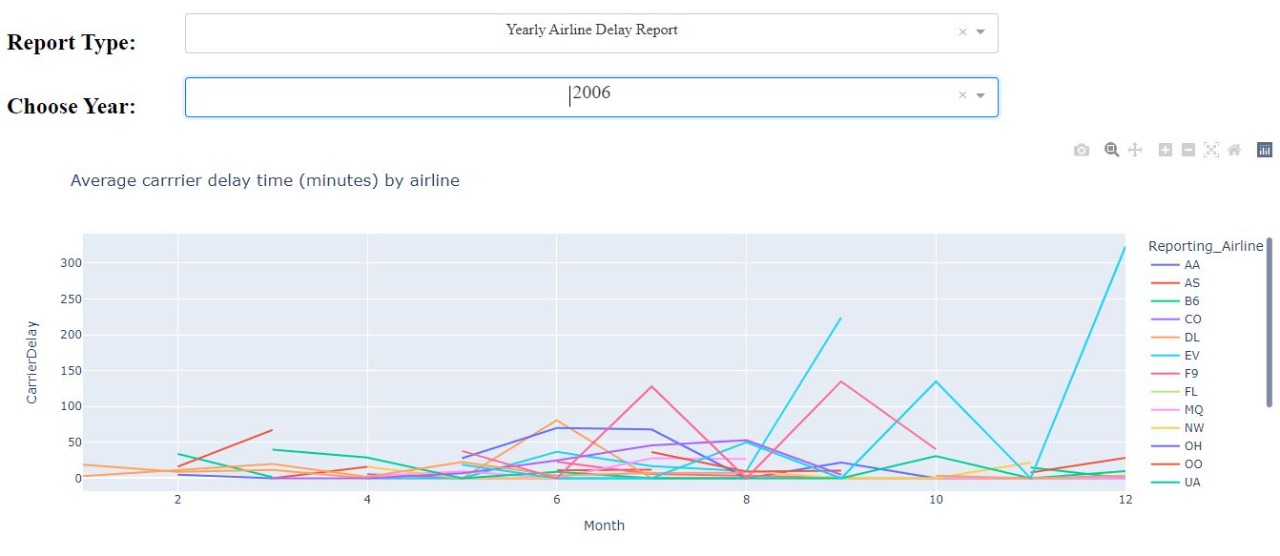 Report Type:
Yearly Airline Delay Report
Choose Year:
2006
Average carrrier delay time (minutes) by airline
CarrierDelay
300
250
200
150
100
50
0
2
4
6
8
10
12
Month
Reporting_Airline
AA
AS
B6
CO
DL
EV
F9
FL
MQ
NW
OH
OO
UA